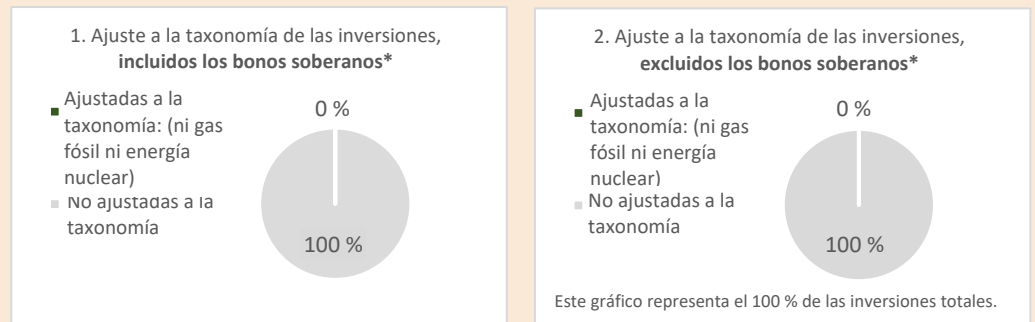 1. Ajuste a la taxonomía de las inversiones,
incluidos los bonos soberanos*
Ajustadas a la
taxonomía: (ni gas
fósil ni energía
nuclear)
No ajustadas a la
taxonomía
0 %
100 %
2. Ajuste a la taxonomía de las inversiones,
excluidos los bonos soberanos*
Ajustadas a la
taxonomía: (ni gas
fósil ni energía
nuclear)
No ajustadas a la
taxonomía
0 %
100 %
Este gráfico representa el 100 % de las inversiones totales.